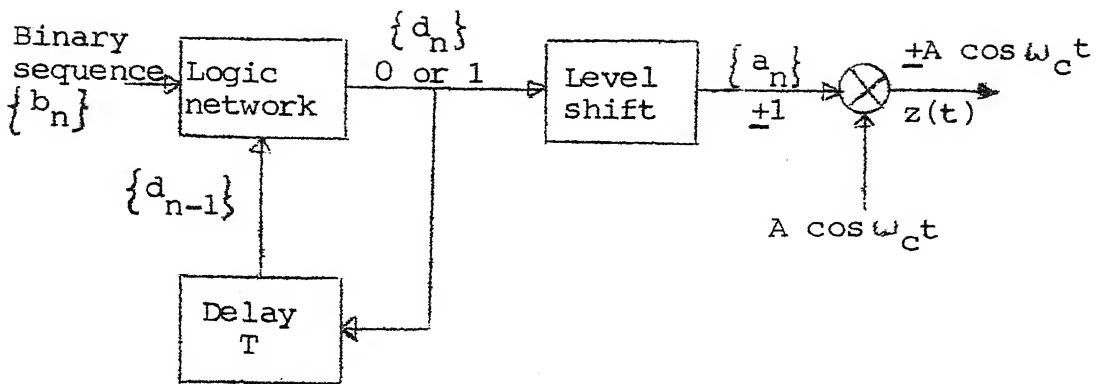 Binary
sequence
{b_n}
Logic
network
{d_n}
0 or 1
Level
shift
{a_n}
±1
±A cos ω_c t
z(t)
{d_{n-1}}
A cos ω_c t
Delay
T